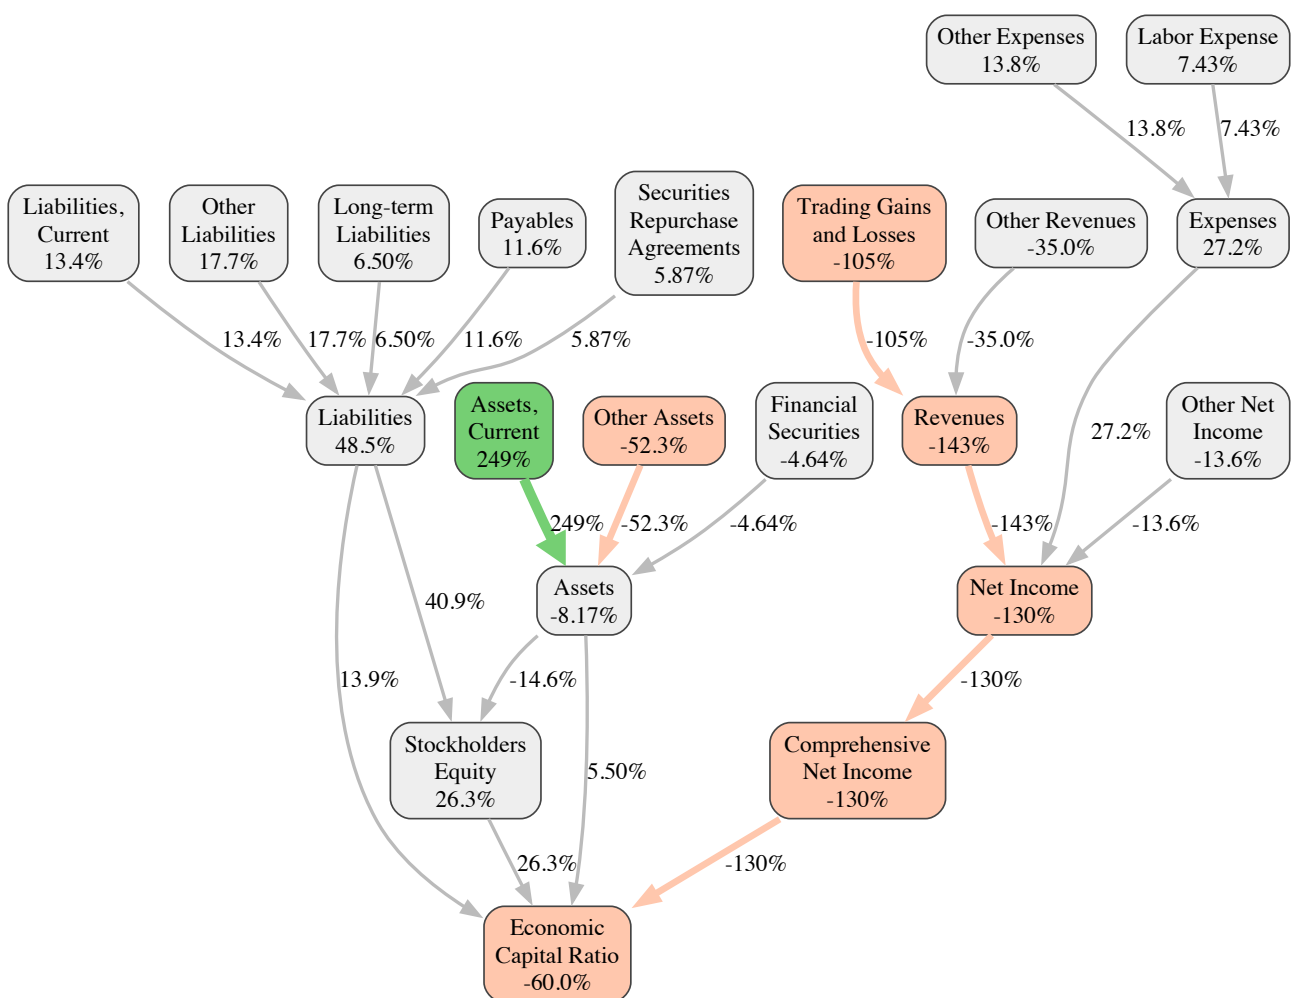 Other Expenses
13.8%
Labor Expense
7.43%
13.8%
7.43%
Liabilities,
Current
13.4%
Other
Liabilities
17.7%
Long-term
Liabilities
6.50%
Payables
11.6%
Securities
Repurchase
Agreements
5.87%
Trading Gains
and Losses
-105%
Other Revenues
-35.0%
Expenses
27.2%
13.4%
17.7%
6.50%
11.6%
5.87%
-105%
-35.0%
27.2%
Liabilities
48.5%
Assets,
Current
249%
Other Assets
-52.3%
Financial
Securities
-4.64%
Revenues
-143%
Other Net
Income
-13.6%
249%
-52.3%
-4.64%
-143%
-13.6%
40.9%
Assets
-8.17%
Net Income
-130%
13.9%
-14.6%
-130%
Stockholders
Equity
26.3%
5.50%
Comprehensive
Net Income
-130%
26.3%
-130%
Economic
Capital Ratio
-60.0%